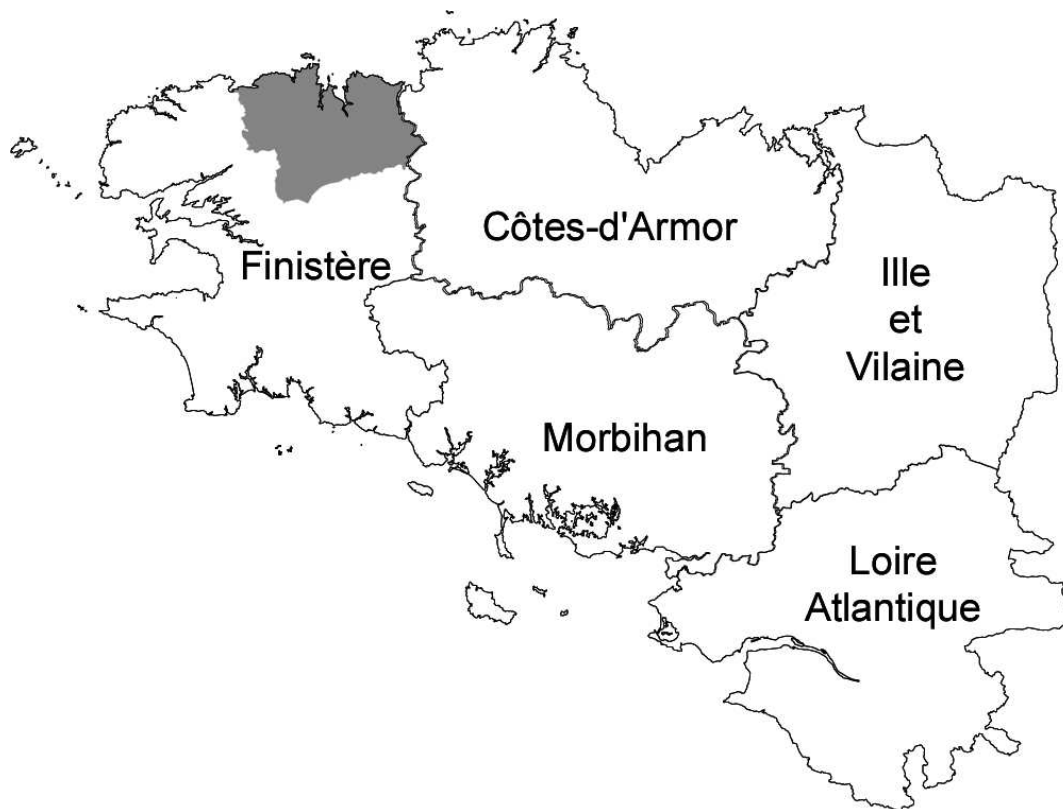 Côtes-d'Armor
Finistère
Ille
et
Vilaine
Morbihan
Loire
Atlantique